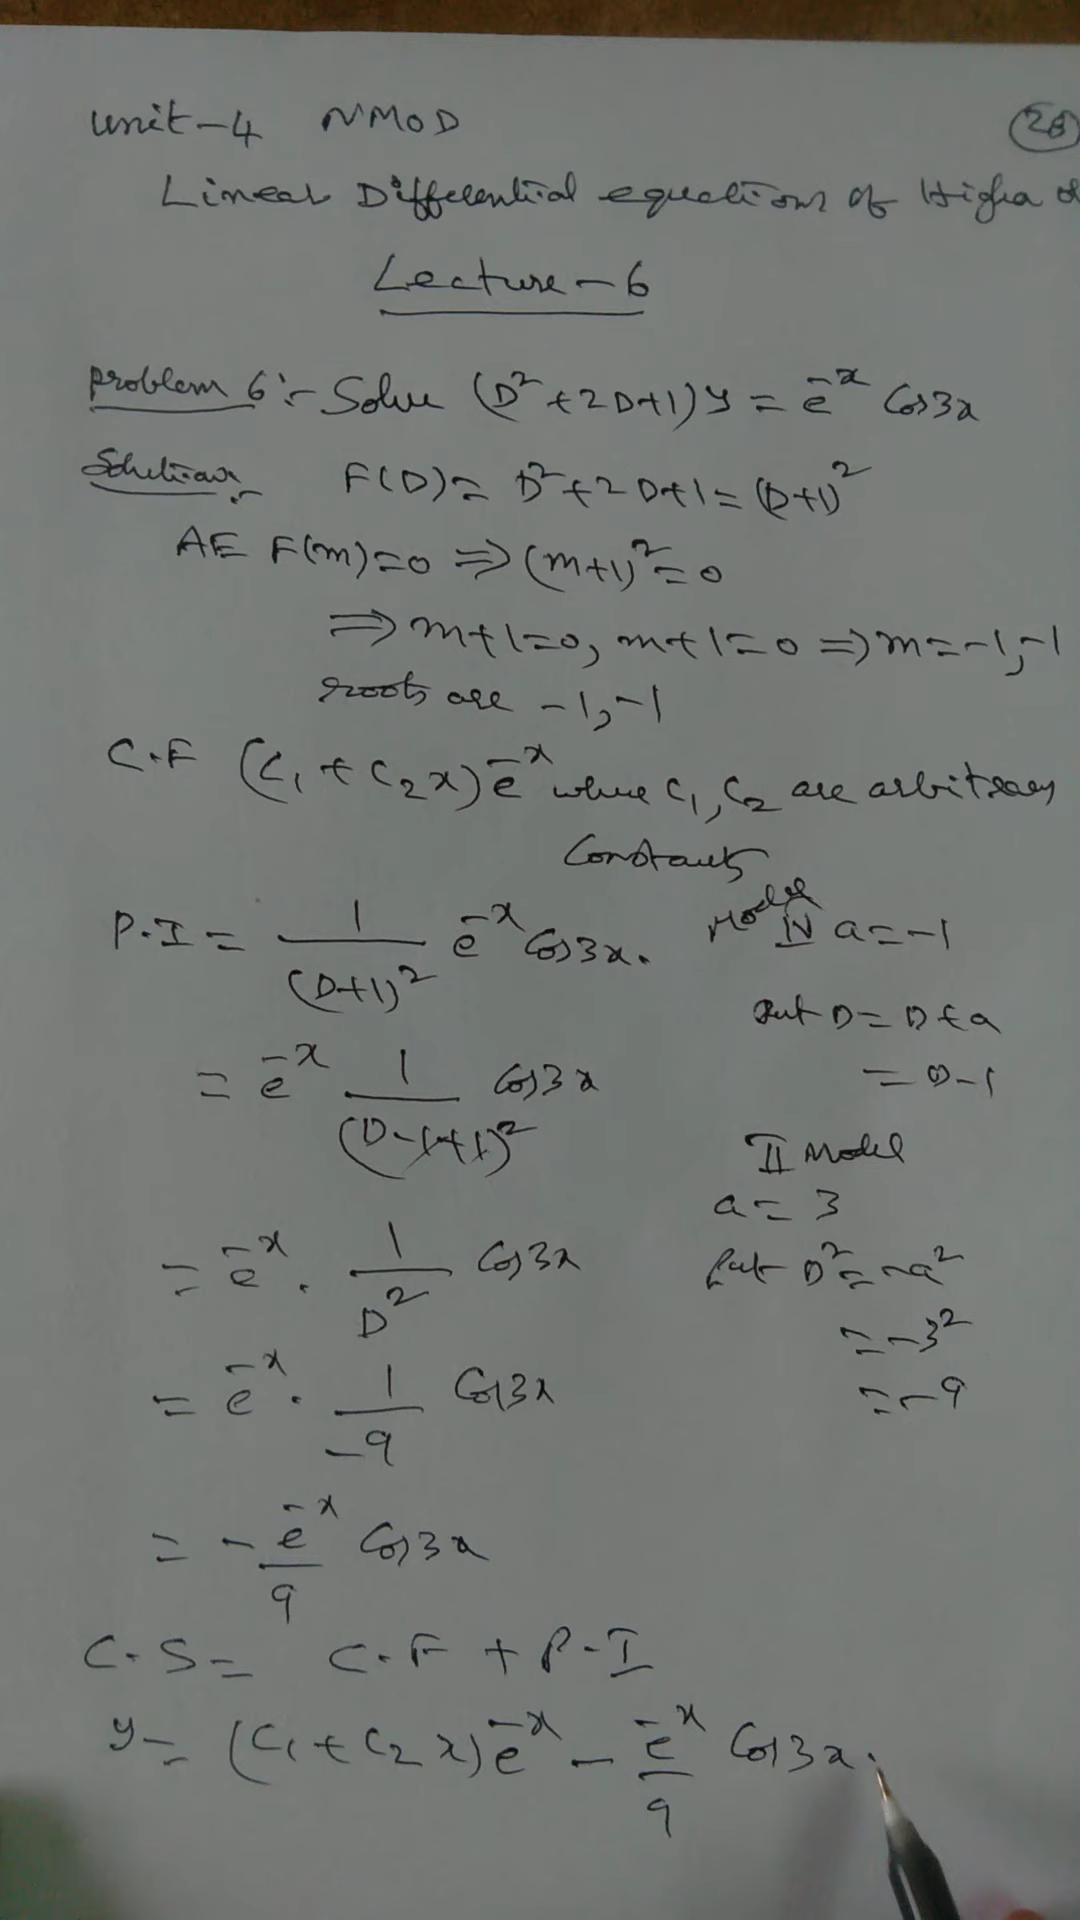 Unit-4 NMOD (28)
Linear Differential equations of Higher
Lecture-6
Problem 6:- Solve (D²+2D+1)y = e⁻ˣ Cos3x
Solution:- F(D) = D²+2D+1 = (D+1)²
AE F(m)=0 ⇒ (m+1)²=0
⇒ m+1=0, m+1=0 ⇒ m=-1,-1
roots are -1,-1
C.F (C₁+C₂x)e⁻ˣ where C₁, C₂ are arbitrary
Constants
P.I = 1/(D+1)² e⁻ˣ Cos3x. Model IV a=-1
Put D = D+a
= e⁻ˣ 1/(D-1+1)² Cos3x = D-1
II Model
a = 3
= e⁻ˣ . 1/D² Cos3x Put D² = -a²
= -3²
= e⁻ˣ . 1/-9 Cos3x = -9
= -e⁻ˣ/9 Cos3x
C.S = C.F + P.I
y = (C₁+C₂x)e⁻ˣ - e⁻ˣ/9 Cos3x.